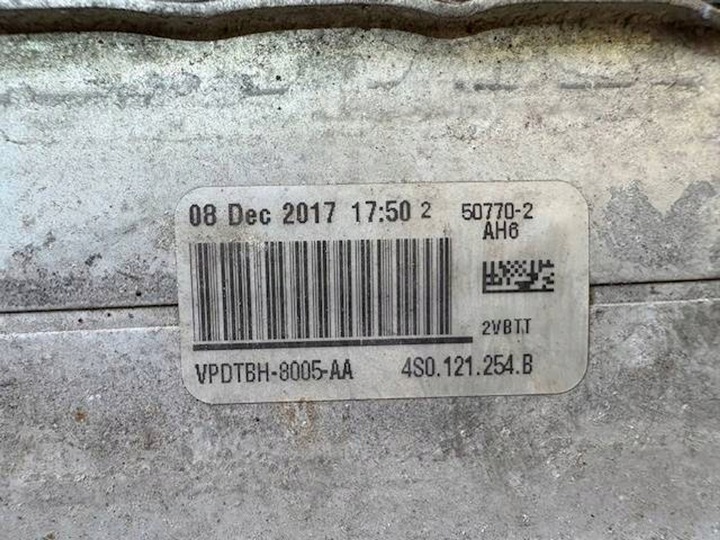 08 Dec 2017 17:50 2 50770-2
AH6
2VBTT
VPDTBH-8005-AA 4S0.121.254.B